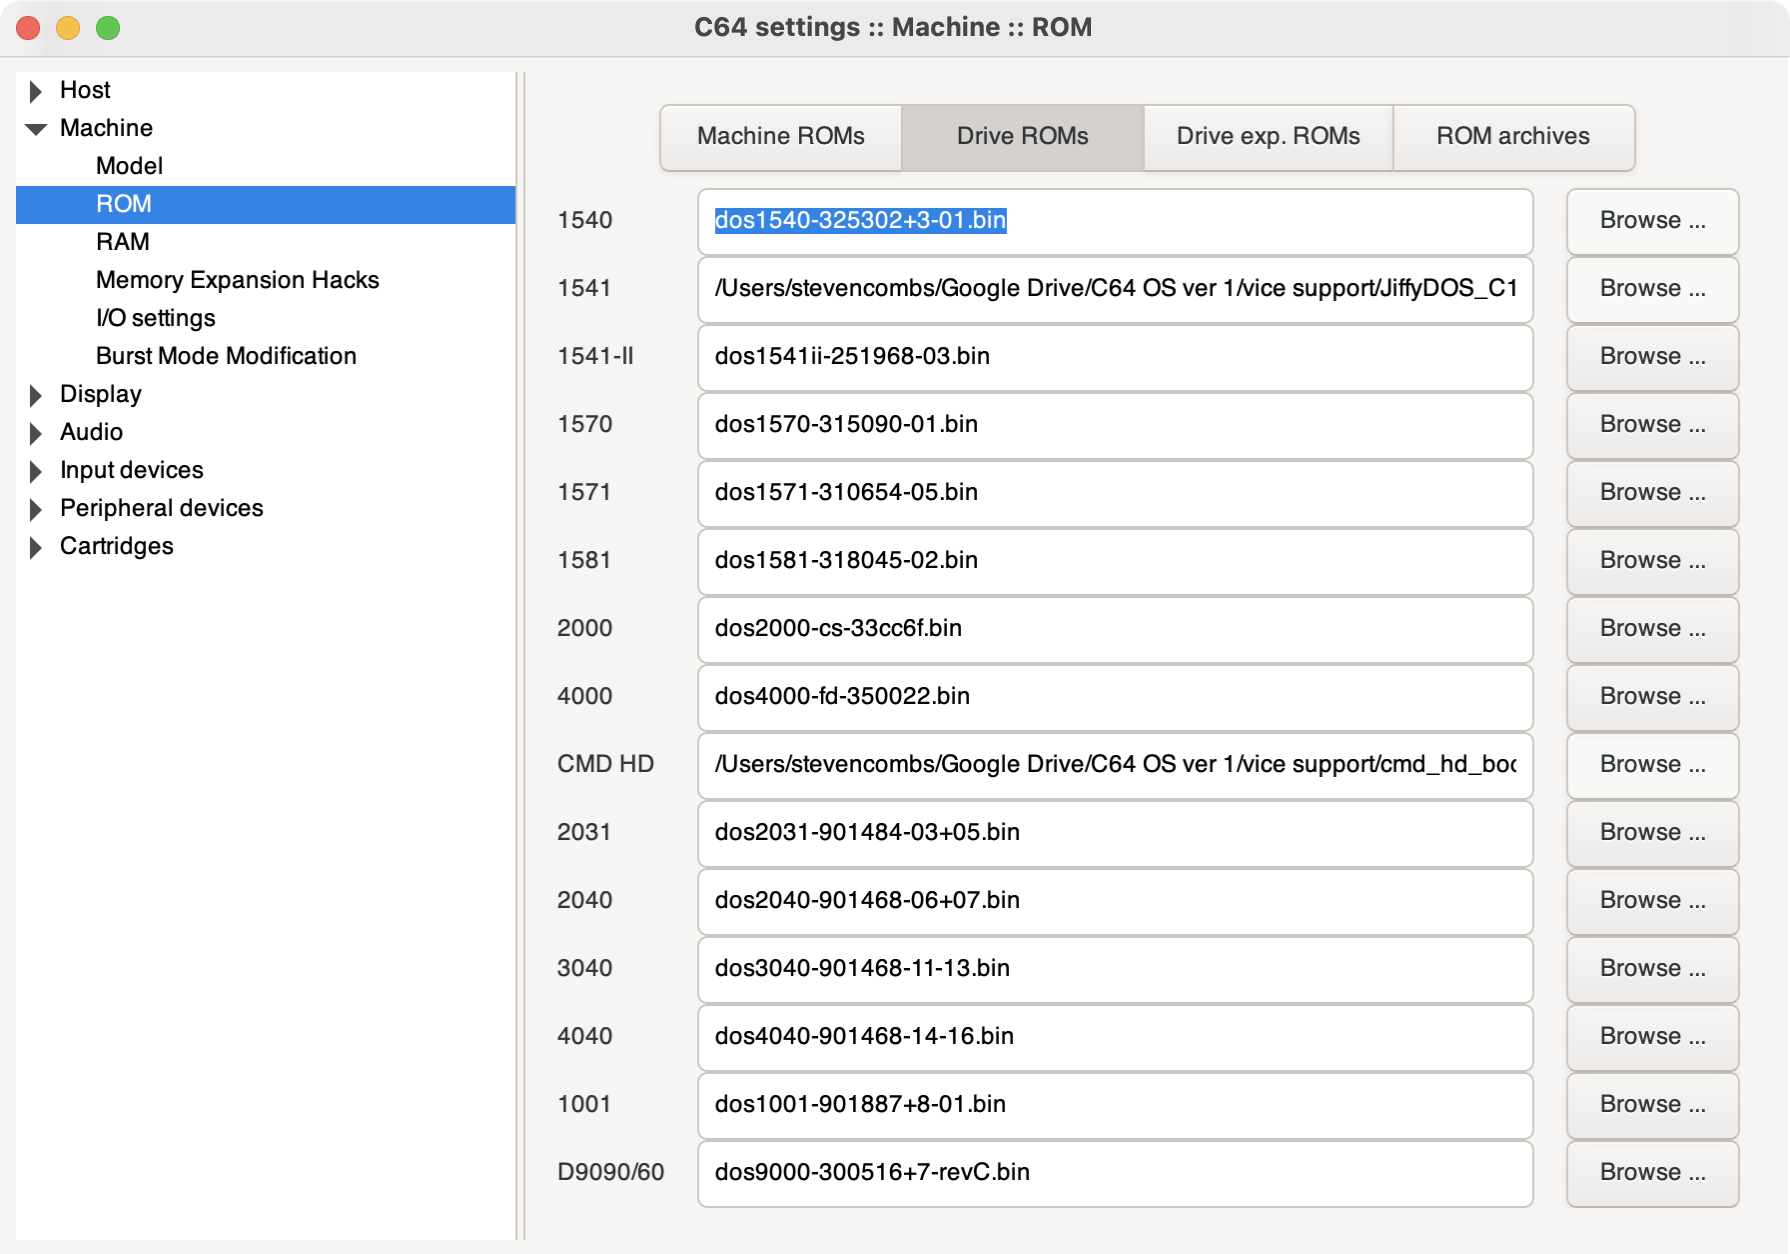 C64 settings :: Machine :: ROM
Host
Machine
Model
ROM
RAM
Memory Expansion Hacks
I/O settings
Burst Mode Modification
Display
Audio
Input devices
Peripheral devices
Cartridges
Machine ROMs Drive ROMs Drive exp. ROMs ROM archives
1540 dos1540-325302+3-01.bin Browse ...
1541 /Users/stevencombs/Google Drive/C64 OS ver 1/vice support/JiffyDOS_C1 Browse ...
1541-II dos1541ii-251968-03.bin Browse ...
1570 dos1570-315090-01.bin Browse ...
1571 dos1571-310654-05.bin Browse ...
1581 dos1581-318045-02.bin Browse ...
2000 dos2000-cs-33cc6f.bin Browse ...
4000 dos4000-fd-350022.bin Browse ...
CMD HD /Users/stevencombs/Google Drive/C64 OS ver 1/vice support/cmd_hd_boo Browse ...
2031 dos2031-901484-03+05.bin Browse ...
2040 dos2040-901468-06+07.bin Browse ...
3040 dos3040-901468-11-13.bin Browse ...
4040 dos4040-901468-14-16.bin Browse ...
1001 dos1001-901887+8-01.bin Browse ...
D9090/60 dos9000-300516+7-revC.bin Browse ...